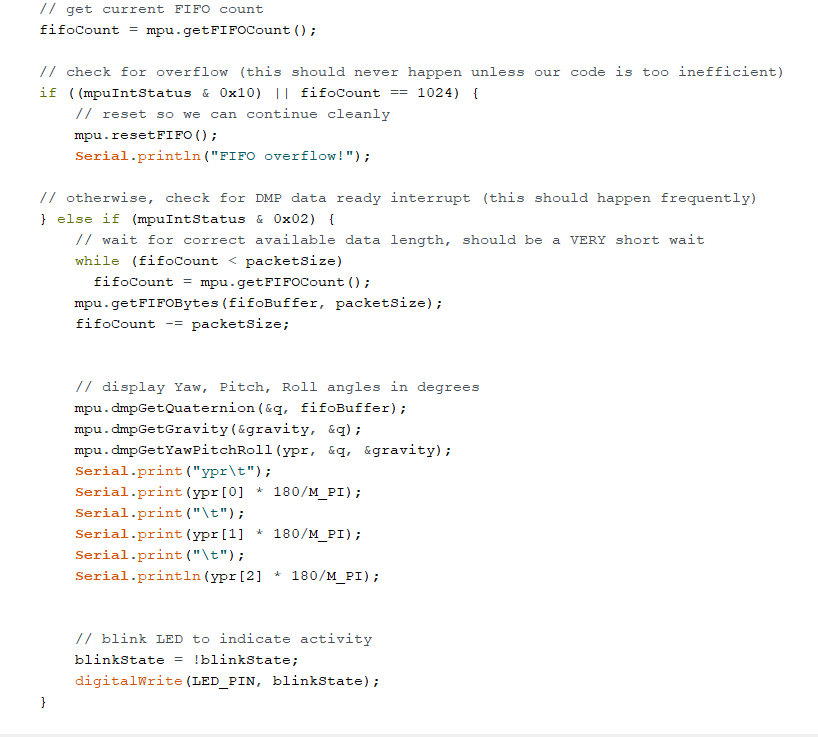 // get current FIFO count
fifoCount = mpu.getFIFOCount();
// check for overflow (this should never happen unless our code is too inefficient)
if ((mpuIntStatus & 0x10) || fifoCount == 1024) {
// reset so we can continue cleanly
mpu.resetFIFO();
Serial.println("FIFO overflow!");
// otherwise, check for DMP data ready interrupt (this should happen frequently)
} else if (mpuIntStatus & 0x02) {
// wait for correct available data length, should be a VERY short wait
while (fifoCount < packetSize)
fifoCount = mpu.getFIFOCount();
mpu.getFIFOBytes(fifoBuffer, packetSize);
fifoCount -= packetSize;
// display Yaw, Pitch, Roll angles in degrees
mpu.dmpGetQuaternion(&q, fifoBuffer);
mpu.dmpGetGravity(&gravity, &q);
mpu.dmpGetYawPitchRoll(ypr, &q, &gravity);
Serial.print("ypr\t");
Serial.print(ypr[0] * 180/M_PI);
Serial.print("\t");
Serial.print(ypr[1] * 180/M_PI);
Serial.print("\t");
Serial.println(ypr[2] * 180/M_PI);
// blink LED to indicate activity
blinkState = !blinkState;
digitalWrite(LED_PIN, blinkState);
}